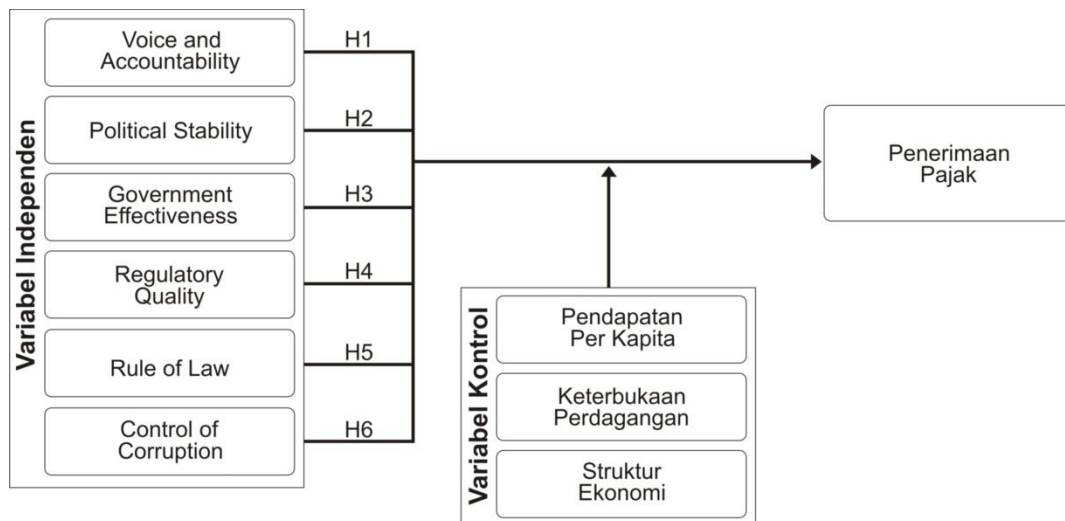 Variabel Independen
Voice and
Accountability
H1
Political Stability
H2
Government
Effectiveness
H3
Regulatory
Quality
H4
Rule of Law
H5
Control of
Corruption
H6
Penerimaan
Pajak
Variabel Kontrol
Pendapatan
Per Kapita
Keterbukaan
Perdagangan
Struktur
Ekonomi